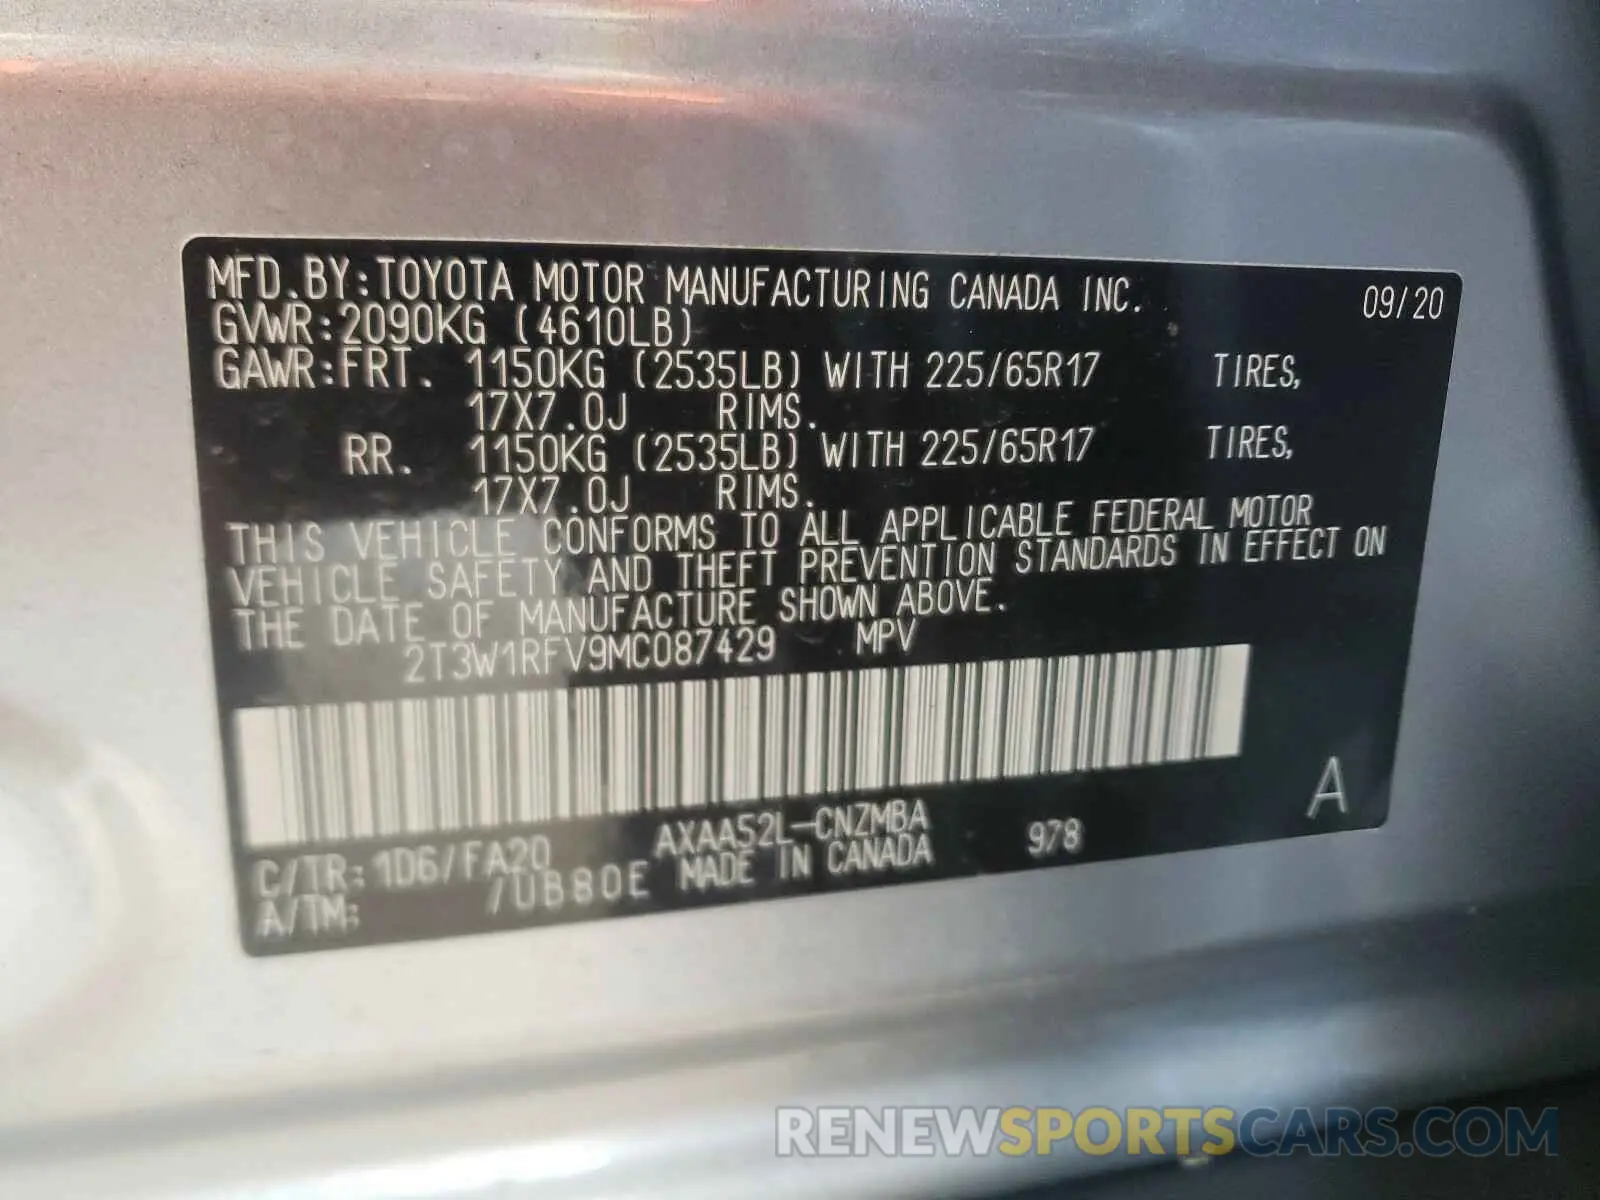 MFD.BY:TOYOTA MOTOR MANUFACTURING CANADA INC. 09/20
GVWR:2090KG (4610LB)
GAWR:FRT. 1150KG (2535LB) WITH 225/65R17 TIRES,
17X7.0J RIMS.
RR. 1150KG (2535LB) WITH 225/65R17 TIRES,
17X7.0J RIMS.
THIS VEHICLE CONFORMS TO ALL APPLICABLE FEDERAL MOTOR
VEHICLE SAFETY AND THEFT PREVENTION STANDARDS IN EFFECT ON
THE DATE OF MANUFACTURE SHOWN ABOVE.
2T3W1RFV9MC087429 MPV
A
C/TR: 1D6/FA20 AXAA52L-CNZMBA 978
A/TM: /UB80E MADE IN CANADA
RENEWSPORTSCARS.COM